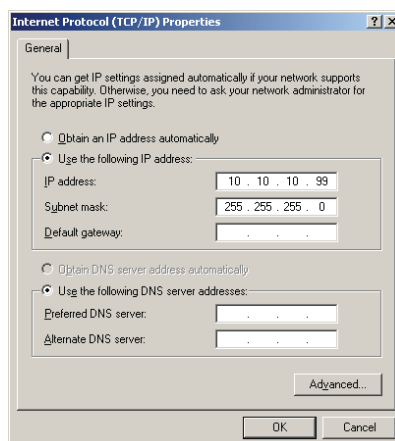 Internet Protocol (TCP/IP) Properties
General
You can get IP settings assigned automatically if your network supports
this capability. Otherwise, you need to ask your network administrator for
the appropriate IP settings.
Obtain an IP address automatically
Use the following IP address:
IP address: 10 . 10 . 10 . 99
Subnet mask: 255 . 255 . 255 . 0
Default gateway: . . .
Obtain DNS server address automatically
Use the following DNS server addresses:
Preferred DNS server: . . .
Alternate DNS server: . . .
Advanced...
OK Cancel